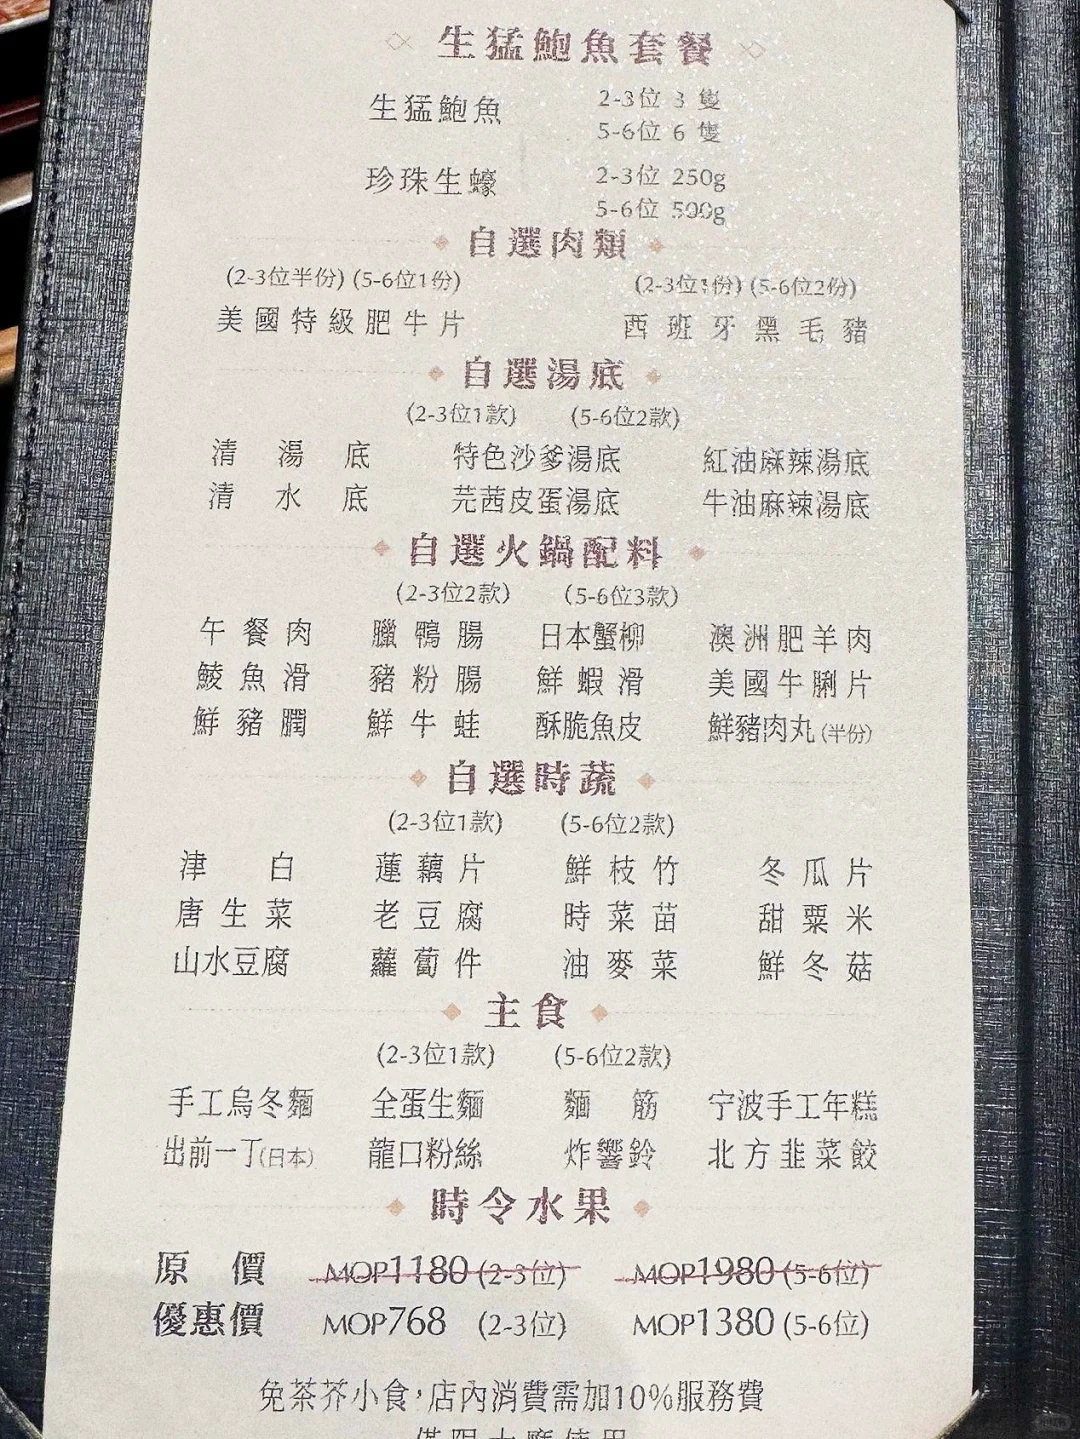 生猛鮑魚套餐
生猛鮑魚 2-3位 3 隻
5-6位 6 隻
珍珠生蠔 2-3位 250g
5-6位 500g
自選肉類
(2-3位半份) (5-6位1份) (2-3位1份) (5-6位2份)
美國特級肥牛片 西班牙黑毛豬
自選湯底
(2-3位1款) (5-6位2款)
清湯底 特色沙爹湯底 紅油麻辣湯底
清水底 芫茜皮蛋湯底 牛油麻辣湯底
自選火鍋配料
(2-3位2款) (5-6位3款)
午餐肉 臘鴨腸 日本蟹柳 澳洲肥羊肉
鯪魚滑 豬粉腸 鮮蝦滑 美國牛脷片
鮮豬膶 鮮牛蛙 酥脆魚皮 鮮豬肉丸(半份)
自選時蔬
(2-3位1款) (5-6位2款)
津白 蓮藕片 鮮枝竹 冬瓜片
唐生菜 老豆腐 時菜苗 甜粟米
山水豆腐 蘿蔔件 油麥菜 鮮冬菇
主食
(2-3位1款) (5-6位2款)
手工烏冬麵 全蛋生麵 麵筋 宁波手工年糕
出前一丁(日本) 龍口粉絲 炸響鈴 北方韭菜餃
時令水果
原價 MOP1180 (2-3位) MOP1980 (5-6位)
優惠價 MOP768 (2-3位) MOP1380 (5-6位)
免茶芥小食，店內消費需加10%服務費